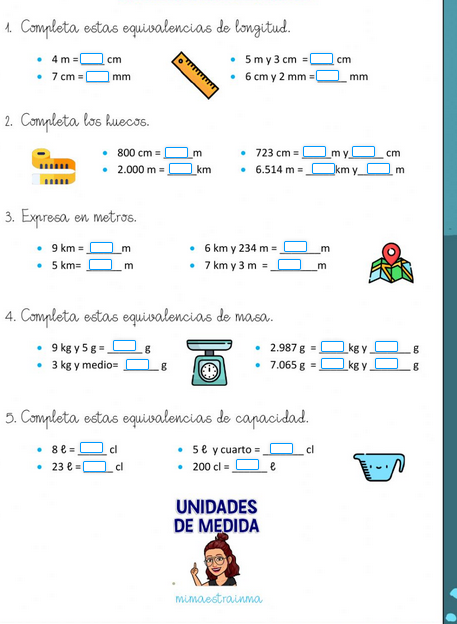 1. Completa estas equivalencias de longitud.
• 4 m = ___ cm • 5 m y 3 cm = ___ cm
• 7 cm = ___ mm • 6 cm y 2 mm = ___ mm
2. Completa los huecos.
• 800 cm = ___ m • 723 cm = ___ m y ___ cm
• 2.000 m = ___ km • 6.514 m = ___ km y ___ m
3. Expresa en metros.
• 9 km = ___ m • 6 km y 234 m = ___ m
• 5 km= ___ m • 7 km y 3 m = ___ m
4. Completa estas equivalencias de masa.
• 9 kg y 5 g = ___ g • 2.987 g = ___ kg y ___ g
• 3 kg y medio= ___ g • 7.065 g = ___ kg y ___ g
5. Completa estas equivalencias de capacidad.
• 8 ℓ = ___ cl • 5 ℓ y cuarto = ___ cl
• 23 ℓ = ___ cl • 200 cl = ___ ℓ
UNIDADES
DE MEDIDA
mimaestrainma